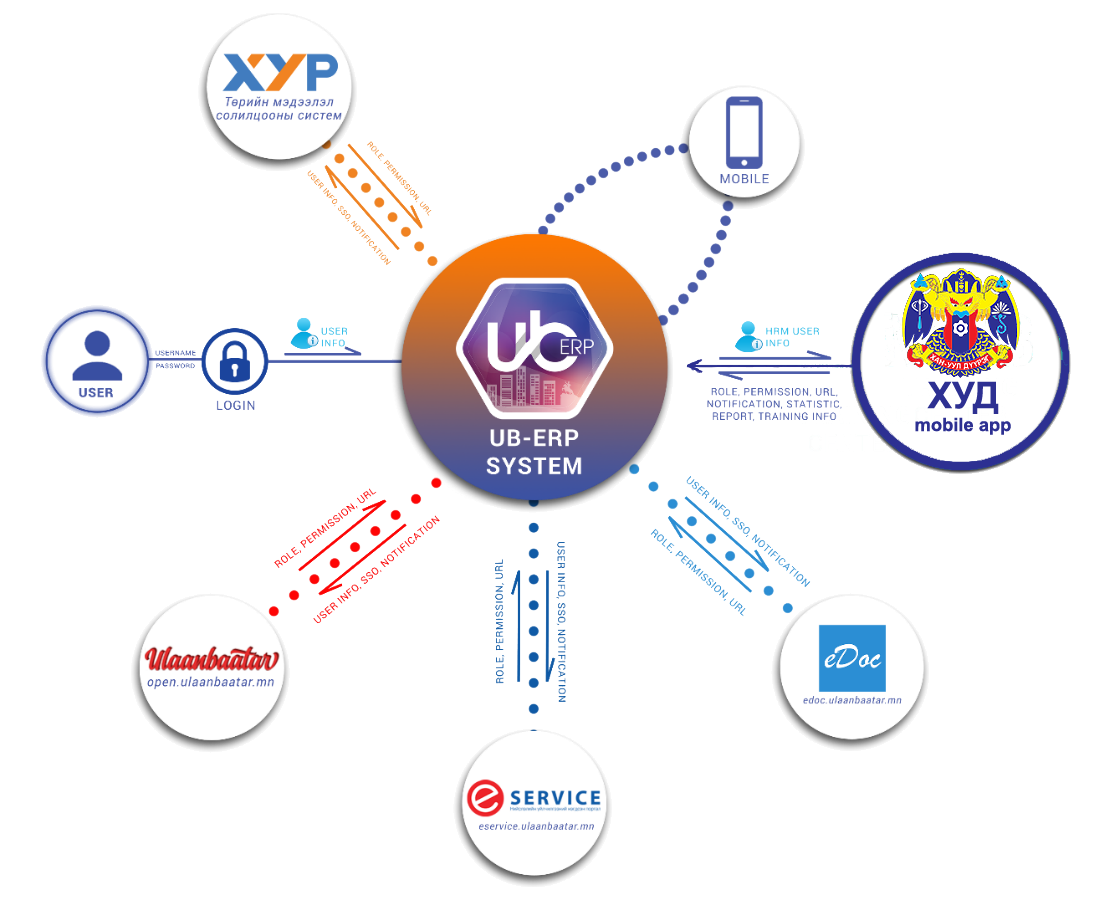 ХУР
Төрийн мэдээлэл
солилцооны систем
ROLE, PERMISSION, URL
USER INFO, SSO, NOTIFICATION
MOBILE
USER
USERNAME
PASSWORD
LOGIN
USER
INFO
ub ERP
UB-ERP
SYSTEM
HRM USER
INFO
ROLE, PERMISSION, URL,
NOTIFICATION, STATISTIC,
REPORT, TRAINING INFO
ХАН-УУЛ ДҮҮРЭГ
ХУД
mobile app
ROLE, PERMISSION, URL
USER INFO, SSO, NOTIFICATION
Ulaanbaatar
open.ulaanbaatar.mn
ROLE, PERMISSION, URL
USER INFO, SSO, NOTIFICATION
e SERVICE
eservice.ulaanbaatar.mn
USER INFO, SSO, NOTIFICATION
ROLE, PERMISSION, URL
eDoc
edoc.ulaanbaatar.mn